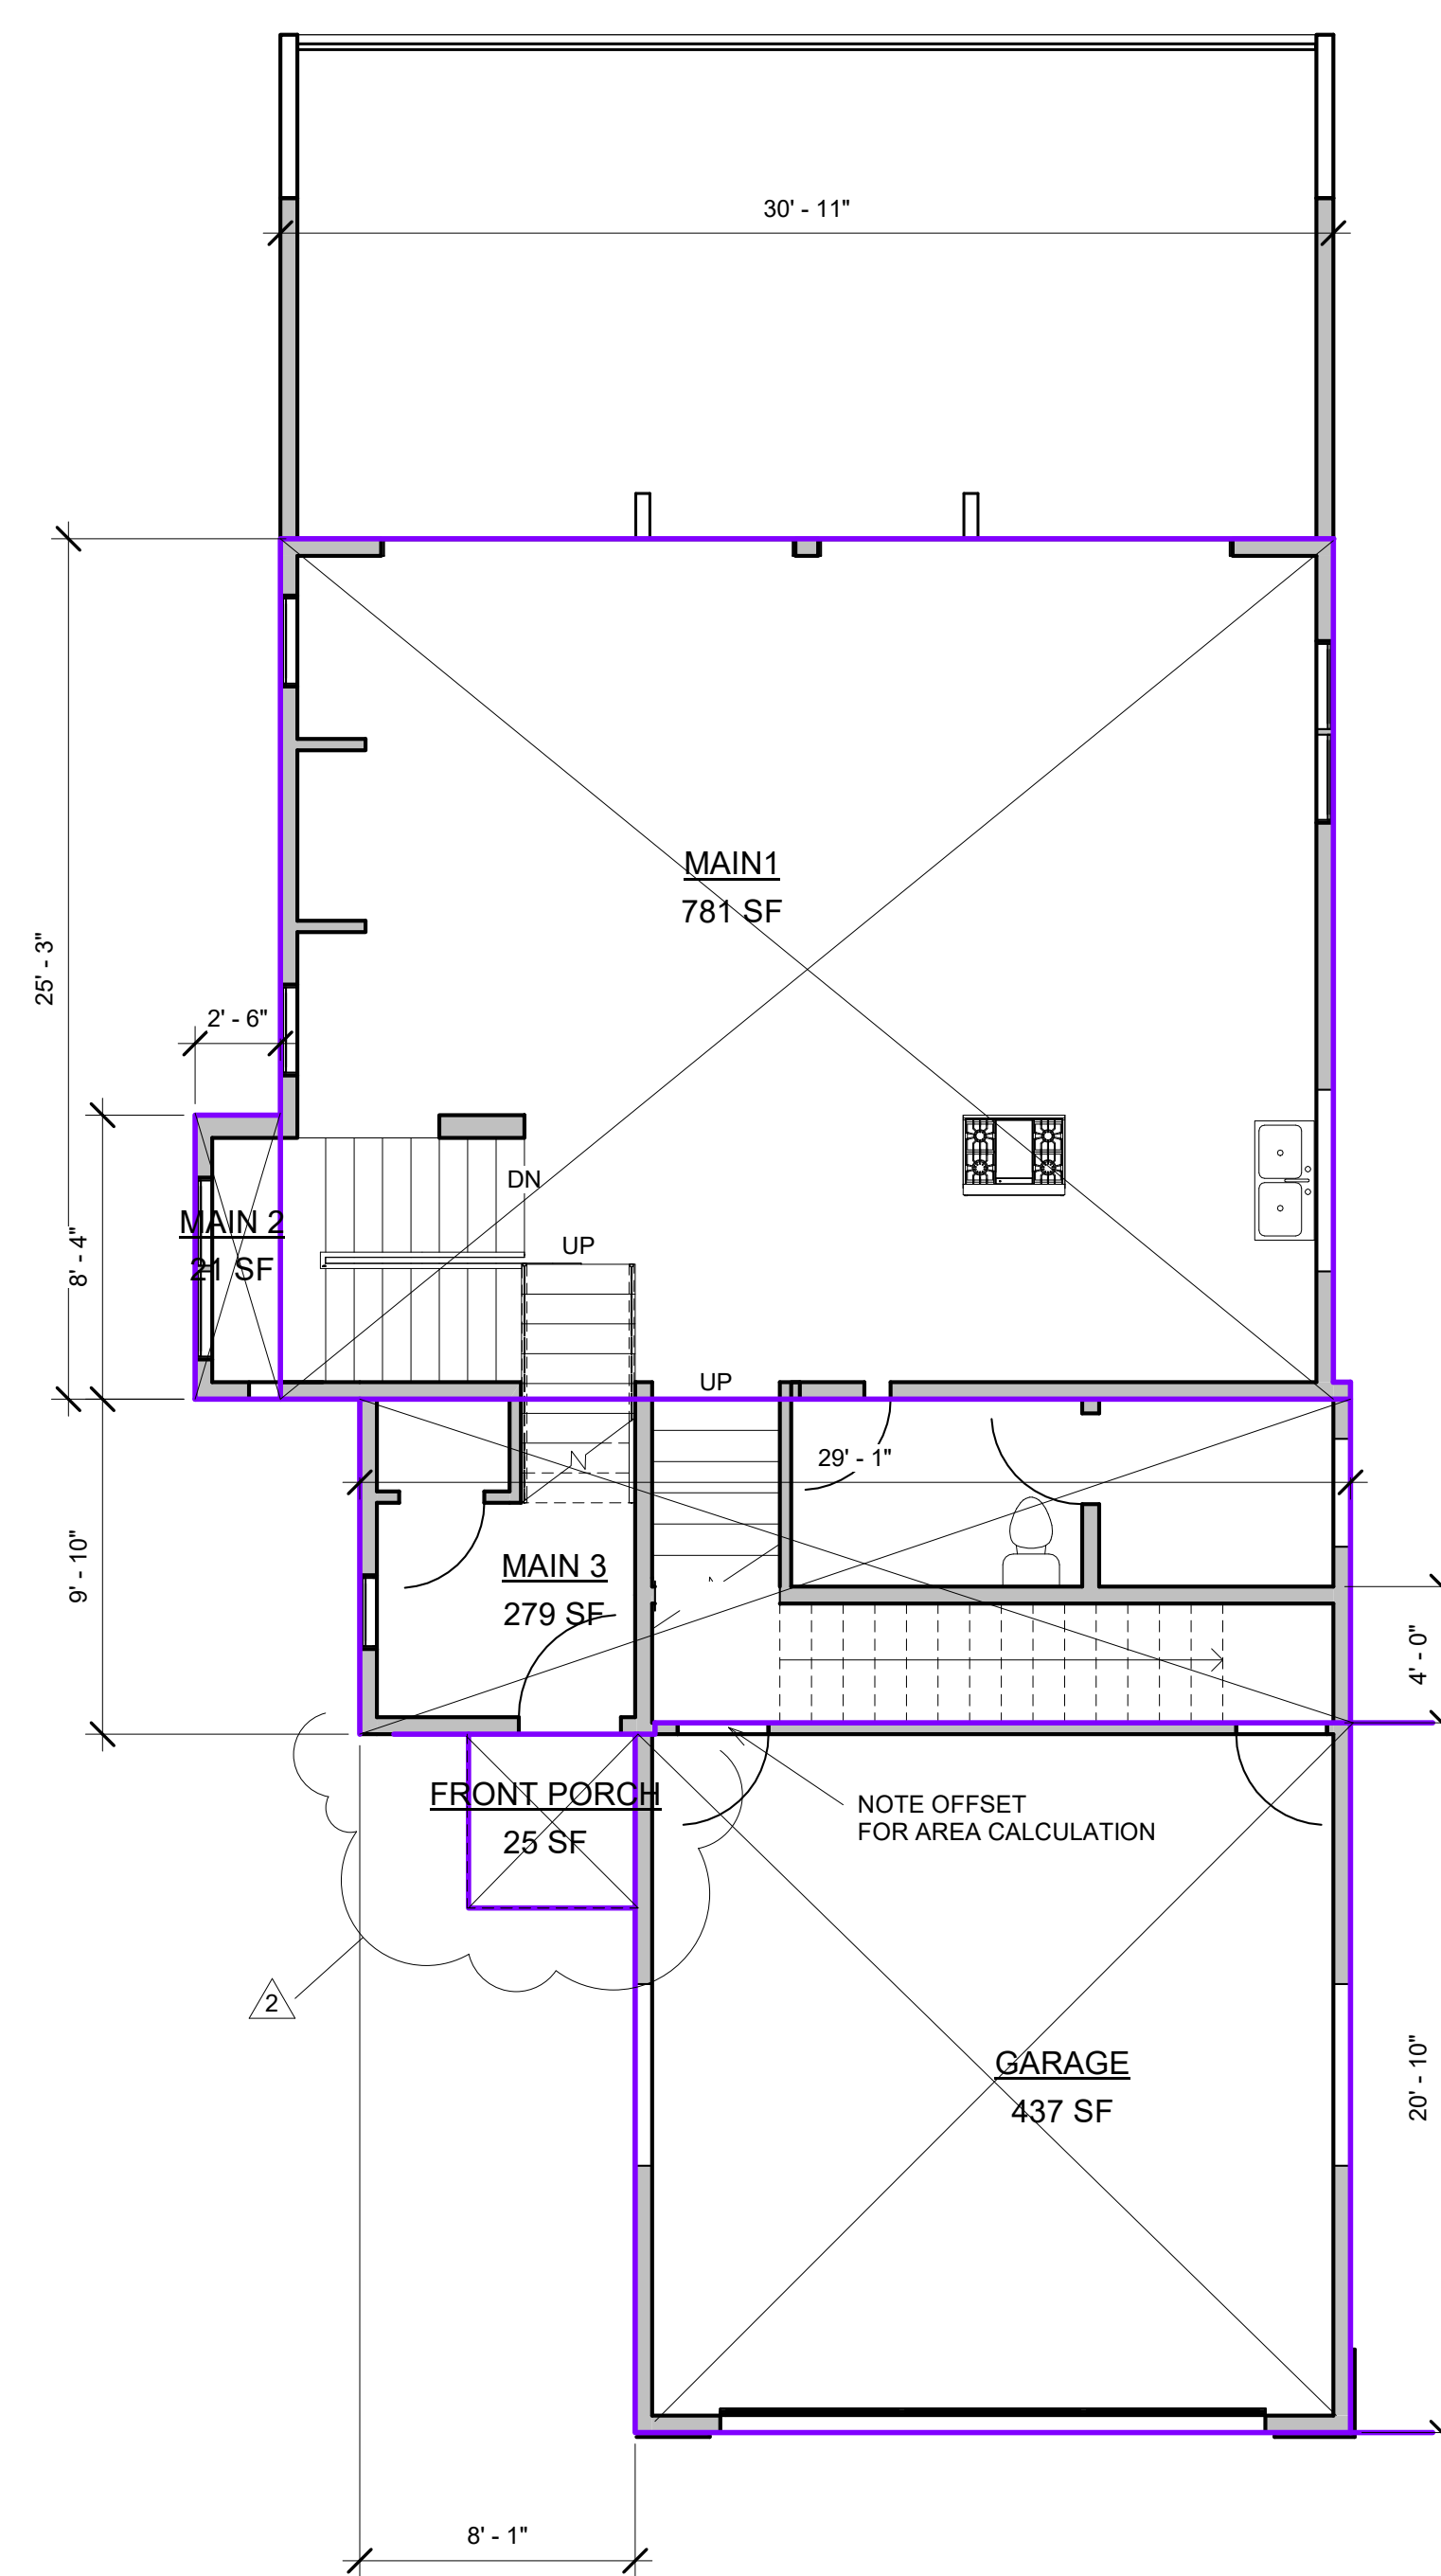 30' - 11"
MAIN1
781 SF
25' - 3"
2' - 6"
DN
MAIN 2
21 SF
8' - 4"
UP
UP
29' - 1"
9' - 10"
MAIN 3
279 SF
4' - 0"
FRONT PORCH
25 SF
NOTE OFFSET
FOR AREA CALCULATION
2
GARAGE
437 SF
20' - 10"
8' - 1"